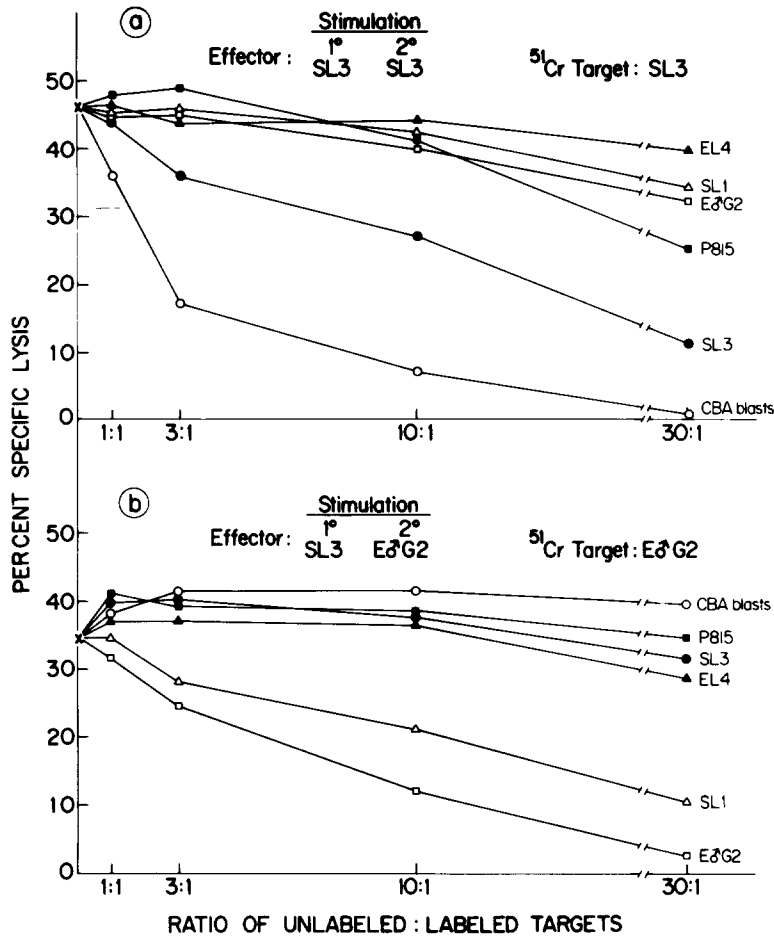 PERCENT SPECIFIC LYSIS
a
Stimulation
Effector : 1° 2°
SL3 SL3
51Cr Target : SL3
50
40
30
20
10
0
EL4
SL1
E♂G2
P815
SL3
CBA blasts
1:1 3:1 10:1 30:1
b
Stimulation
Effector : 1° 2°
SL3 E♂G2
51Cr Target : E♂G2
50
40
30
20
10
0
CBA blasts
P815
SL3
EL4
SL1
E♂G2
1:1 3:1 10:1 30:1
RATIO OF UNLABELED : LABELED TARGETS